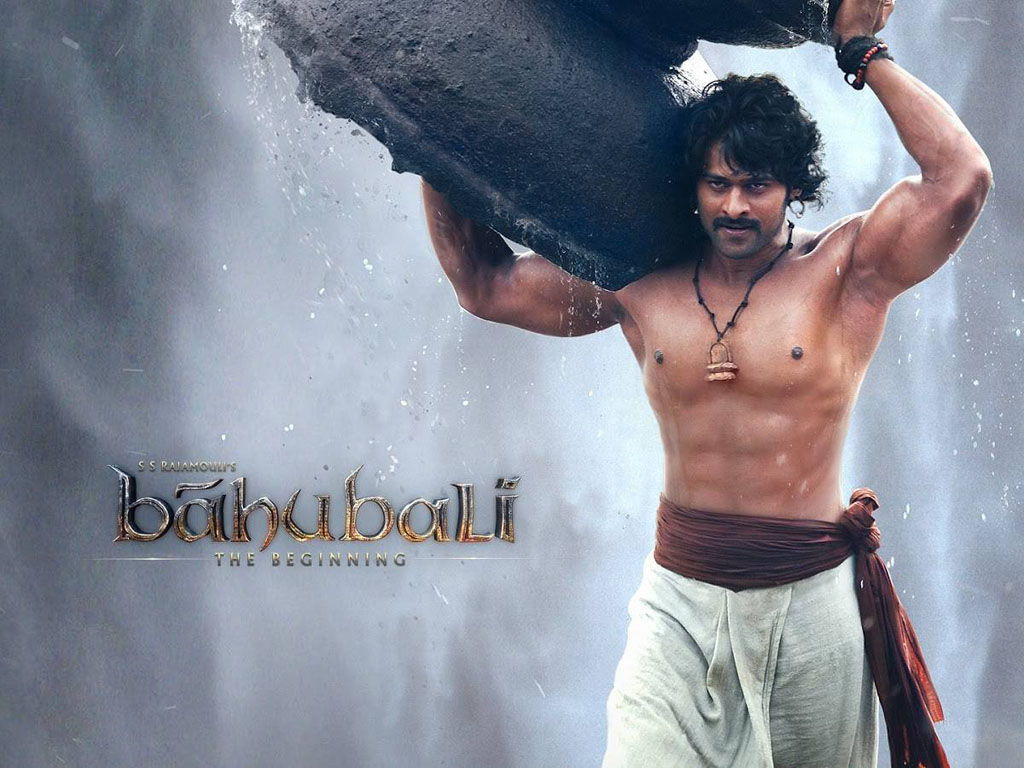 S S RAJAMOULI'S
bāhubali
THE BEGINNING